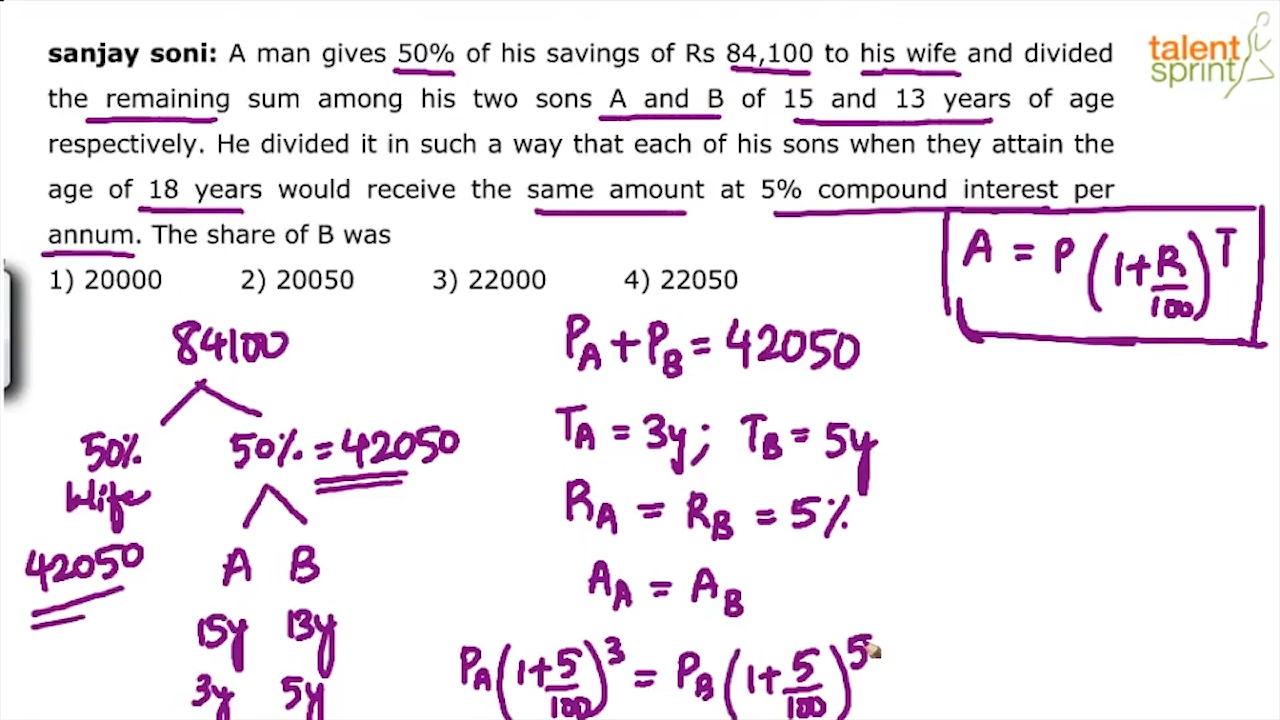 sanjay soni: A man gives 50% of his savings of Rs 84,100 to his wife and divided
the remaining sum among his two sons A and B of 15 and 13 years of age
respectively. He divided it in such a way that each of his sons when they attain the
age of 18 years would receive the same amount at 5% compound interest per
annum. The share of B was
1) 20000 2) 20050 3) 22000 4) 22050
talent
sprint
A = P (1+R/100)^T
84100
50% 50% = 42050
Wife
42050
A B
15y 13y
3y 5y
P_A + P_B = 42050
T_A = 3y; T_B = 5y
R_A = R_B = 5%
A_A = A_B
P_A (1+5/100)^3 = P_B (1+5/100)^5